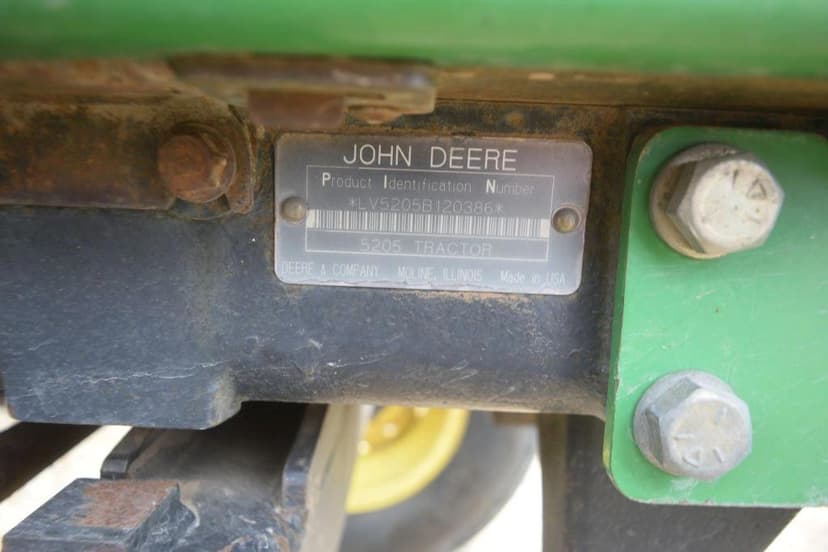 JOHN DEERE
Product Identification Number
*LV5205B120386*
5205 TRACTOR
DEERE & COMPANY MOLINE, ILLINOIS Made in USA